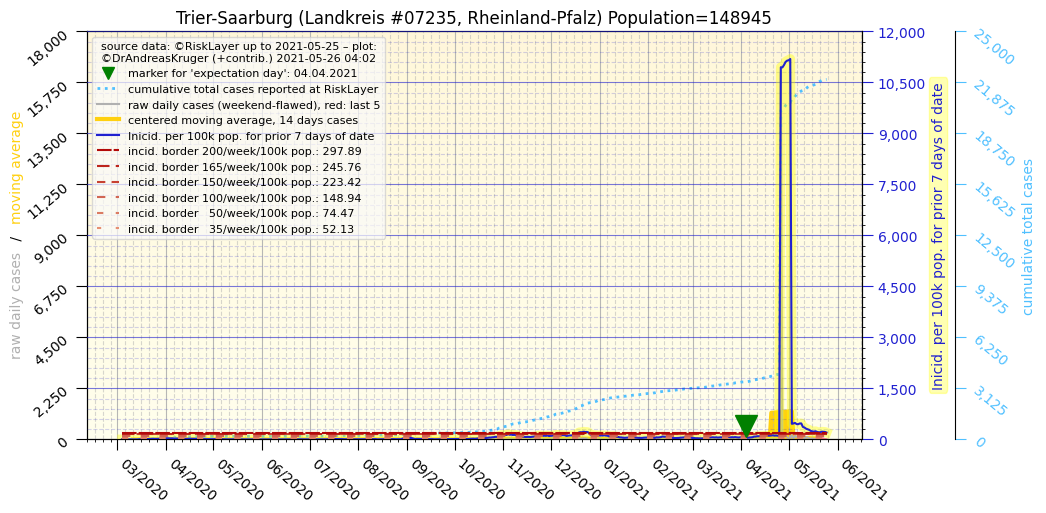 Trier-Saarburg (Landkreis #07235, Rheinland-Pfalz) Population=148945
source data: ©RiskLayer up to 2021-05-25 – plot:
©DrAndreasKruger (+contrib.) 2021-05-26 04:02
marker for 'expectation day': 04.04.2021
cumulative total cases reported at RiskLayer
raw daily cases (weekend-flawed), red: last 5
centered moving average, 14 days cases
Inicid. per 100k pop. for prior 7 days of date
incid. border 200/week/100k pop.: 297.89
incid. border 165/week/100k pop.: 245.76
incid. border 150/week/100k pop.: 223.42
incid. border 100/week/100k pop.: 148.94
incid. border   50/week/100k pop.: 74.47
incid. border   35/week/100k pop.: 52.13
raw daily cases / moving average
18,000
15,750
13,500
11,250
9,000
6,750
4,500
2,250
0
12,000
10,500
9,000
7,500
6,000
4,500
3,000
1,500
0
Inicid. per 100k pop. for prior 7 days of date
25,000
21,875
18,750
15,625
12,500
9,375
6,250
3,125
0
cumulative total cases
03/2020
04/2020
05/2020
06/2020
07/2020
08/2020
09/2020
10/2020
11/2020
12/2020
01/2021
02/2021
03/2021
04/2021
05/2021
06/2021